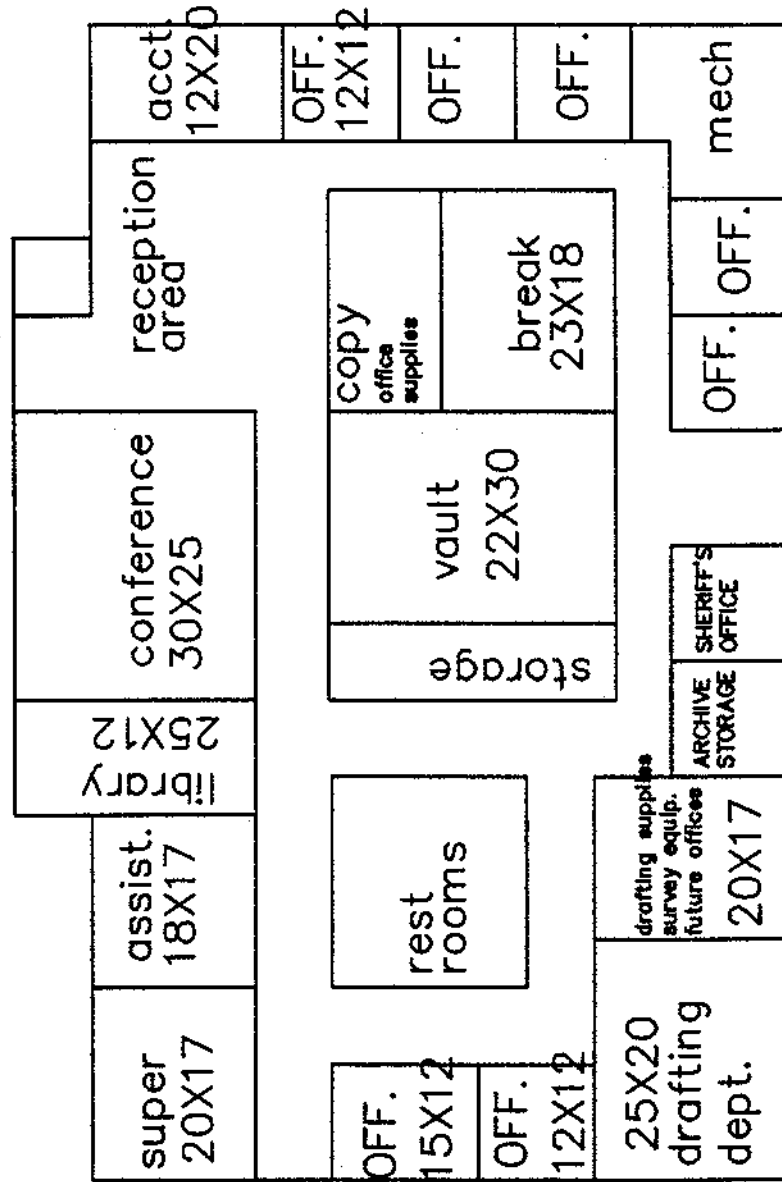 acct.
12X20
OFF.
12X12
OFF.
OFF.
mech
reception
area
copy
office
supplies
break
23X18
OFF.
OFF.
conference
30X25
vault
22X30
storage
SHERIFF'S
OFFICE
ARCHIVE
STORAGE
library
25X12
assist.
18X17
rest
rooms
drafting supplies
survey equip.
future offices
20X17
super
20X17
OFF.
15X12
OFF.
12X12
25X20
drafting
dept.